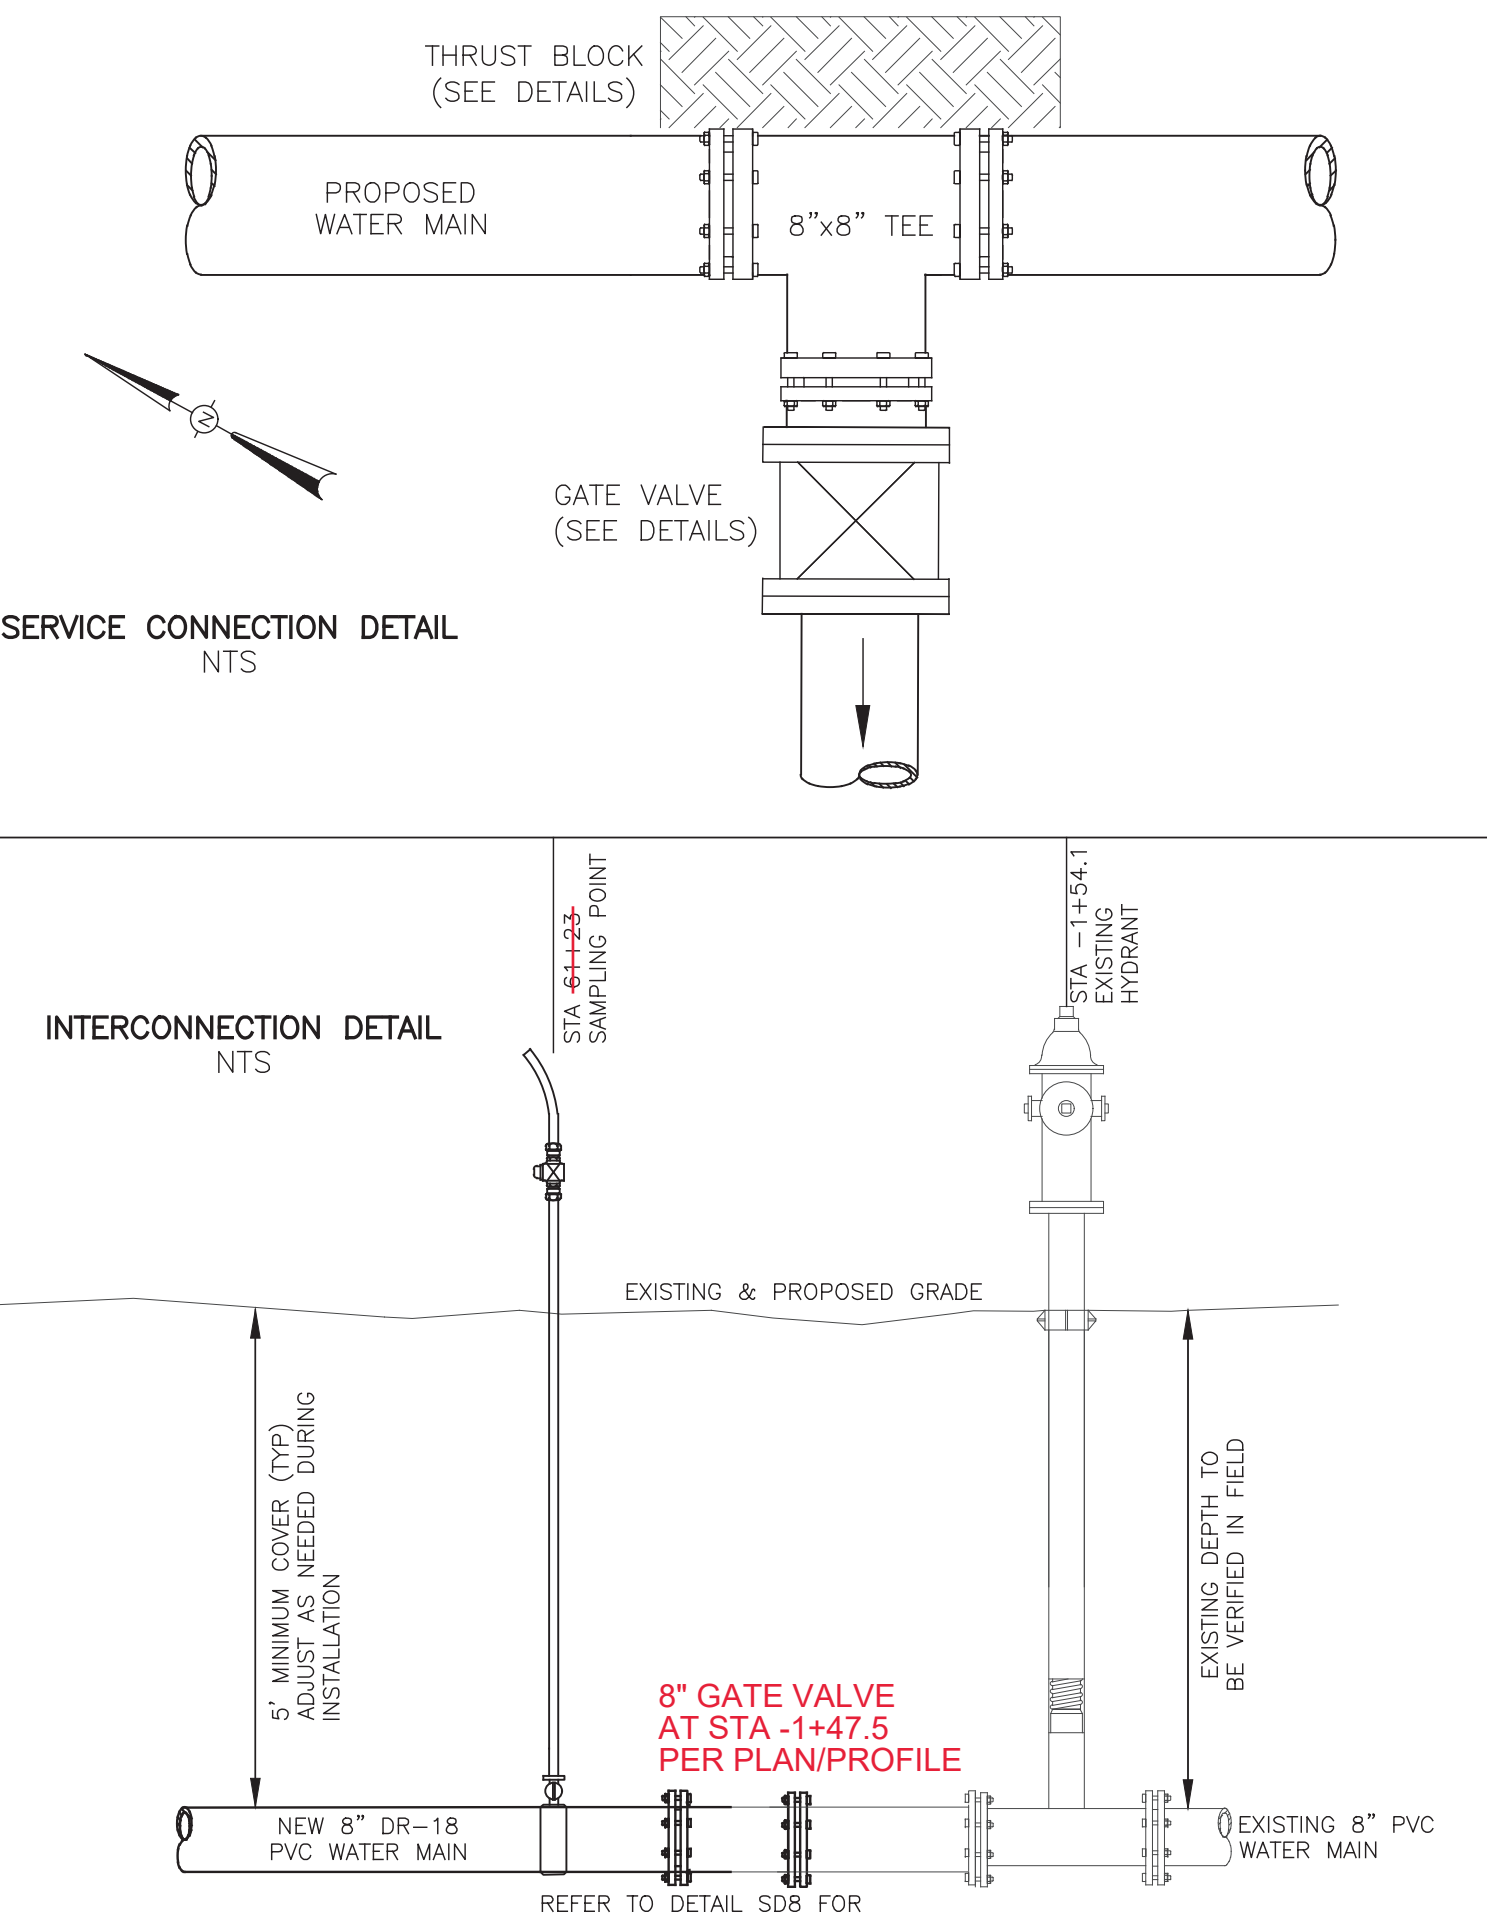 THRUST BLOCK
(SEE DETAILS)
PROPOSED
WATER MAIN
8”x8” TEE
N
GATE VALVE
(SEE DETAILS)
SERVICE CONNECTION DETAIL
NTS
STA 61+23
SAMPLING POINT
STA −1+54.1
EXISTING
HYDRANT
INTERCONNECTION DETAIL
NTS
EXISTING & PROPOSED GRADE
5’ MINIMUM COVER (TYP)
ADJUST AS NEEDED DURING
INSTALLATION
EXISTING DEPTH TO
BE VERIFIED IN FIELD
8" GATE VALVE
AT STA -1+47.5
PER PLAN/PROFILE
NEW 8” DR−18
PVC WATER MAIN
EXISTING 8” PVC
WATER MAIN
REFER TO DETAIL SD8 FOR